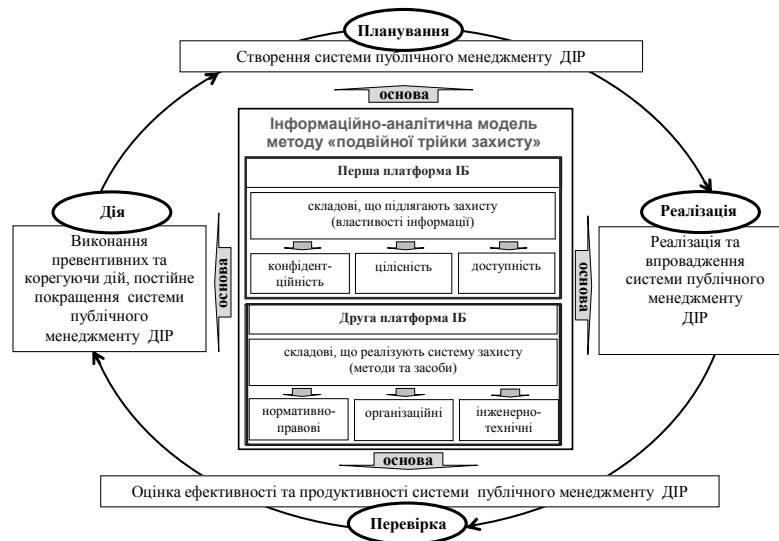 Планування
Створення системи публічного менеджменту ДІР
основа
Інформаційно-аналітична модель
методу «подвійної трійки захисту»
Перша платформа ІБ
складові, що підлягають захисту
(властивості інформації)
конфідент-
ційність
цілісність
доступність
Друга платформа ІБ
складові, що реалізують систему захисту
(методи та засоби)
нормативно-
правові
організаційні
інженерно-
технічні
Дія
Виконання
превентивних та
корегуючи дій, постійне
покращення системи
публічного
менеджменту ДІР
основа
основа
Реалізація
Реалізація та
впровадження
системи публічного
менеджменту
ДІР
основа
Оцінка ефективності та продуктивності системи публічного менеджменту ДІР
Перевірка